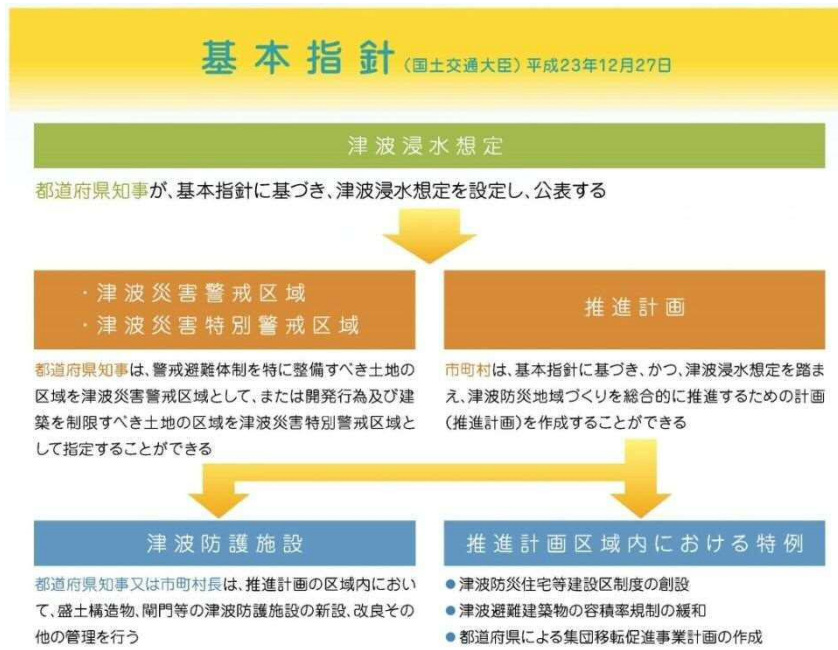 基本指針(国土交通大臣)平成23年12月27日
津波浸水想定
都道府県知事が、基本指針に基づき、津波浸水想定を設定し、公表する
・津波災害警戒区域
・津波災害特別警戒区域
都道府県知事は、警戒避難体制を特に整備すべき土地の
区域を津波災害警戒区域として、または開発行為及び建
築を制限すべき土地の区域を津波災害特別警戒区域と
して指定することができる
推進計画
市町村は、基本指針に基づき、かつ、津波浸水想定を踏ま
え、津波防災地域づくりを総合的に推進するための計画
(推進計画)を作成することができる
津波防護施設
都道府県知事又は市町村長は、推進計画の区域内におい
て、盛土構造物、閘門等の津波防護施設の新設、改良その
他の管理を行う
推進計画区域内における特例
●津波防災住宅等建設区制度の創設
●津波避難建築物の容積率規制の緩和
●都道府県による集団移転促進事業計画の作成